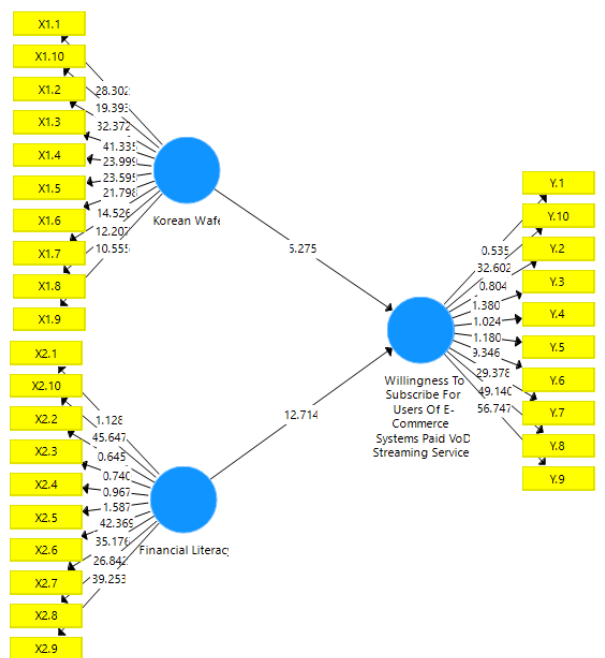 X1.1
X1.10
X1.2
X1.3
X1.4
X1.5
X1.6
X1.7
X1.8
X1.9
28.302
19.393
32.372
41.335
23.999
23.595
21.798
14.526
12.207
10.555
Korean Wafe
5.275
X2.1
X2.10
X2.2
X2.3
X2.4
X2.5
X2.6
X2.7
X2.8
X2.9
1.128
45.647
0.645
0.740
0.967
1.587
42.369
35.176
26.842
39.253
Financial Literacy
12.714
Willingness To
Subscribe For
Users Of E-
Commerce
Systems Paid VoD
Streaming Service
0.535
32.602
0.804
1.380
1.024
1.180
9.346
29.378
49.140
56.747
Y.1
Y.10
Y.2
Y.3
Y.4
Y.5
Y.6
Y.7
Y.8
Y.9